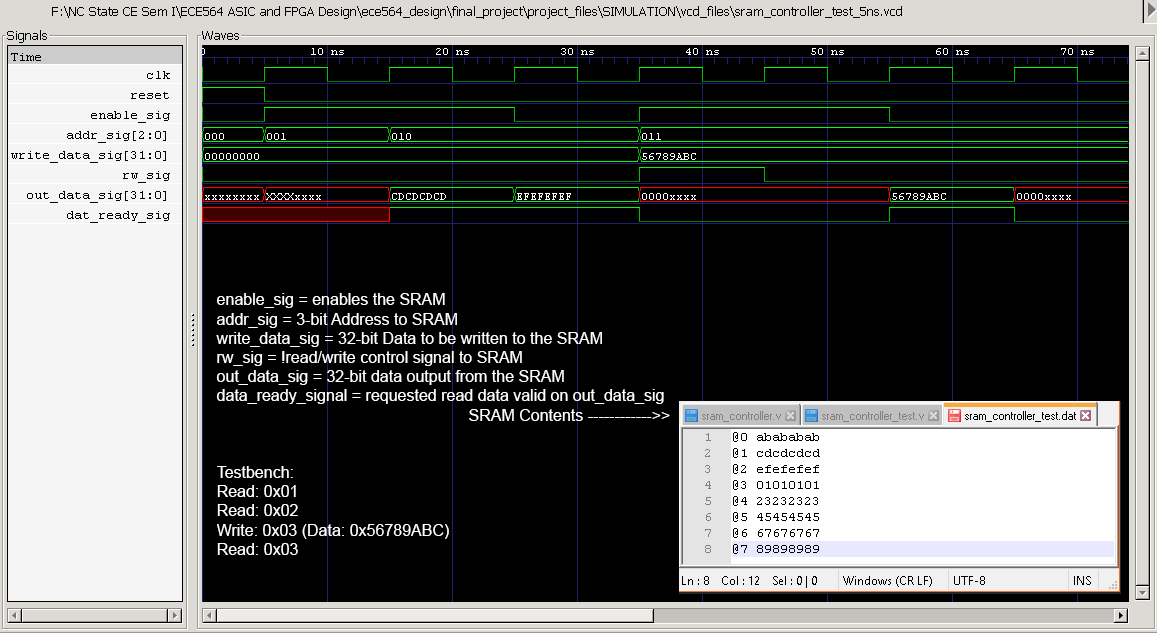 F:\NC State CE Sem I\ECE564 ASIC and FPGA Design\ece564_design\final_project\project_files\SIMULATION\vcd_files\sram_controller_test_5ns.vcd
Signals
Waves
Time
0 10 ns 20 ns 30 ns 40 ns 50 ns 60 ns 70 ns
clk
reset
enable_sig
addr_sig[2:0] 000 001 010 011
write_data_sig[31:0] 00000000 56789ABC
rw_sig
out_data_sig[31:0] xxxxxxxx XXXXxxxx CDCDCDCD EFEFEFEF 0000xxxx 56789ABC 0000xxxx
dat_ready_sig
enable_sig = enables the SRAM
addr_sig = 3-bit Address to SRAM
write_data_sig = 32-bit Data to be written to the SRAM
rw_sig = !read/write control signal to SRAM
out_data_sig = 32-bit data output from the SRAM
data_ready_signal = requested read data valid on out_data_sig
SRAM Contents ------------>>
Testbench:
Read: 0x01
Read: 0x02
Write: 0x03 (Data: 0x56789ABC)
Read: 0x03
sram_controller.v sram_controller_test.v sram_controller_test.dat
1 @0 abababab
2 @1 cdcdcdcd
3 @2 efefefef
4 @3 01010101
5 @4 23232323
6 @5 45454545
7 @6 67676767
8 @7 89898989
Ln : 8 Col : 12 Sel : 0 | 0 Windows (CR LF) UTF-8 INS